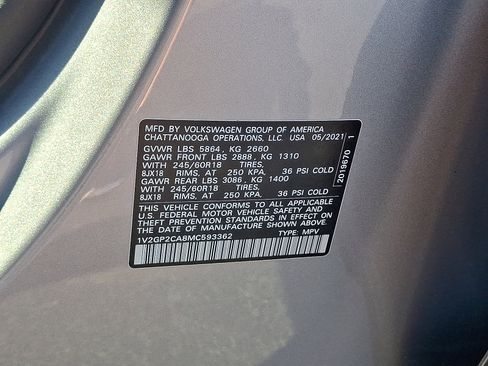 MFD. BY VOLKSWAGEN GROUP OF AMERICA
CHATTANOOGA OPERATIONS, LLC USA 05/2021
GVWR LBS 5864, KG 2660
GAWR FRONT LBS 2888, KG 1310
WITH 245/60R18 TIRES,
8JX18 RIMS, AT 250 KPA, 36 PSI COLD
GAWR REAR LBS 3086, KG 1400
WITH 245/60R18 TIRES,
8JX18 RIMS, AT 250 KPA, 36 PSI COLD
THIS VEHICLE CONFORMS TO ALL APPLICABLE
U.S. FEDERAL MOTOR VEHICLE SAFETY AND
THEFT PREVENTION STANDARDS IN EFFECT ON
THE DATE OF MANUFACTURE SHOWN ABOVE
1V2GP2CA8MC593362 TYPE: MPV
2019670 1